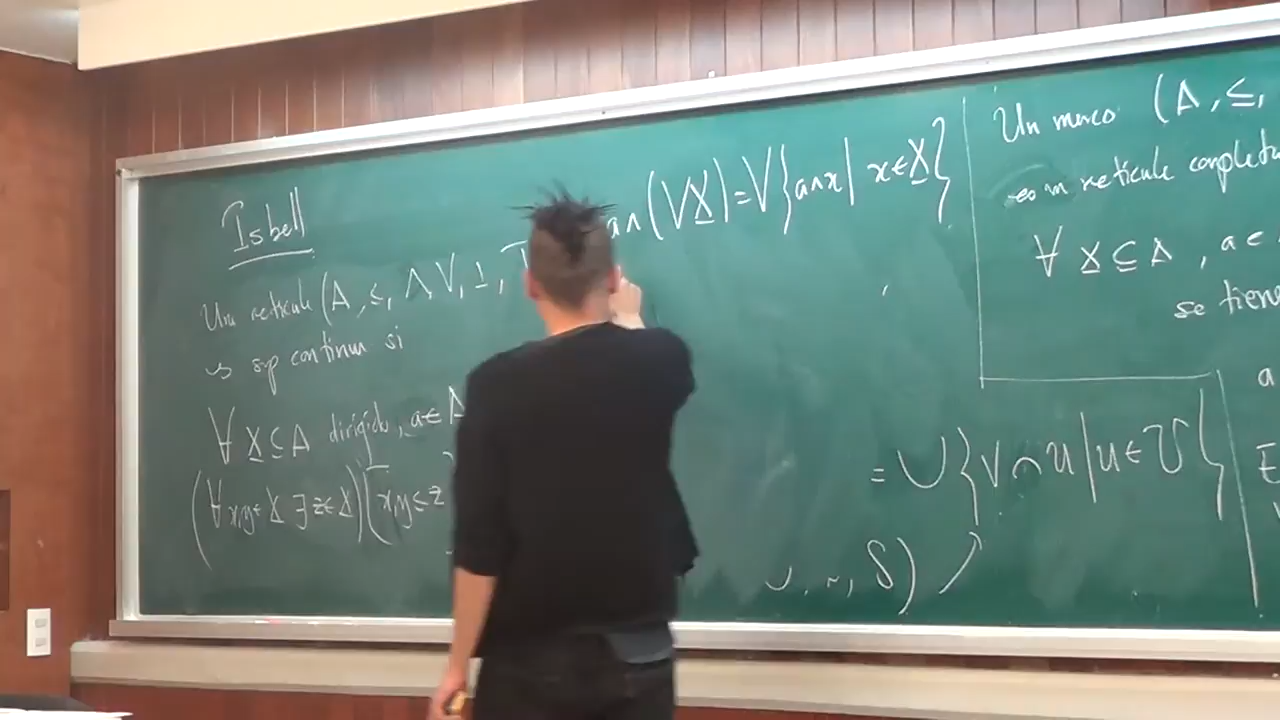 Isbell
Un retículo (A, ≤, ∧, ∨, ⊥, T
es sup continuo si
∀ X ⊆ A dirigido, a ∈ A
(∀ x,y ∈ X ∃ z ∈ X)(x,y ≤ z
a∧(∨X)=∨{a∧x| x∈X}
Un marco (A, ≤,
es un retículo completo
∀ X ⊆ A, a ∈
se tiene
a
= ∪{V∩U|U∈𝒰}
∪, ∩, S)
E